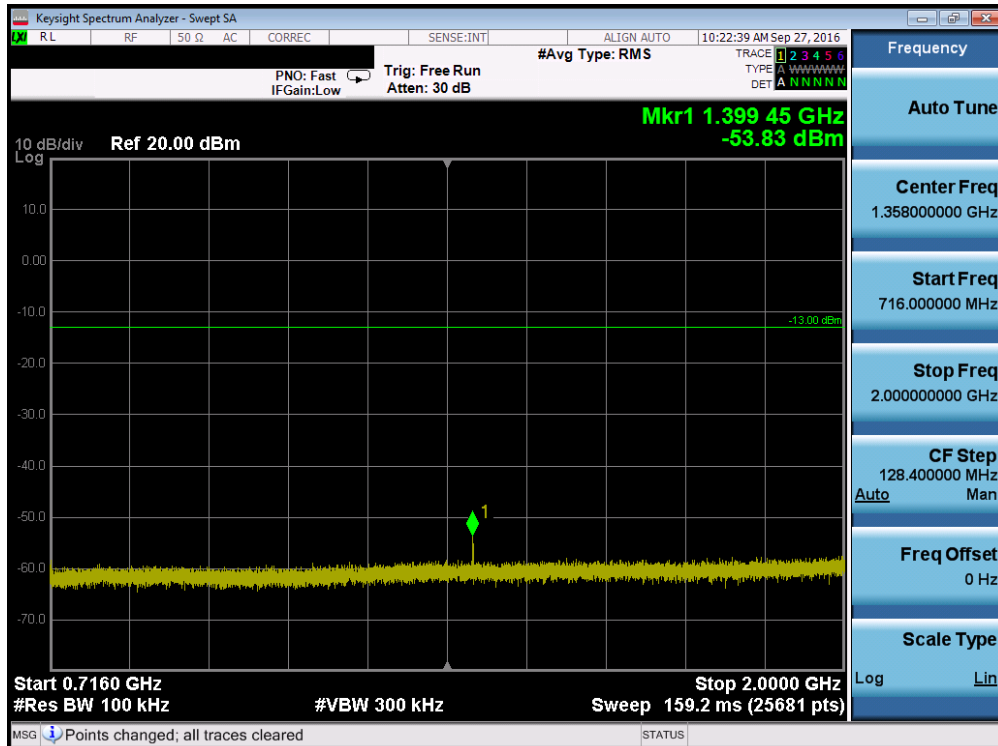 Keysight Spectrum Analyzer - Swept SA
LXI RL RF 50 Ω AC CORREC SENSE:INT ALIGN AUTO 10:22:39 AM Sep 27, 2016
Frequency
#Avg Type: RMS
TRACE 1 2 3 4 5 6
PNO: Fast Trig: Free Run
TYPE A WWWWW
IFGain:Low Atten: 30 dB
DET A N N N N N
Auto Tune
Mkr1 1.399 45 GHz
-53.83 dBm
10 dB/div Ref 20.00 dBm
Log
10.0
0.00
-10.0
-13.00 dBm
-20.0
-30.0
-40.0
-50.0
1
-60.0
-70.0
Start 0.7160 GHz Stop 2.0000 GHz
#Res BW 100 kHz #VBW 300 kHz Sweep 159.2 ms (25681 pts)
Center Freq
1.358000000 GHz
Start Freq
716.000000 MHz
Stop Freq
2.000000000 GHz
CF Step
128.400000 MHz
Auto Man
Freq Offset
0 Hz
Scale Type
Log Lin
MSG Points changed; all traces cleared STATUS